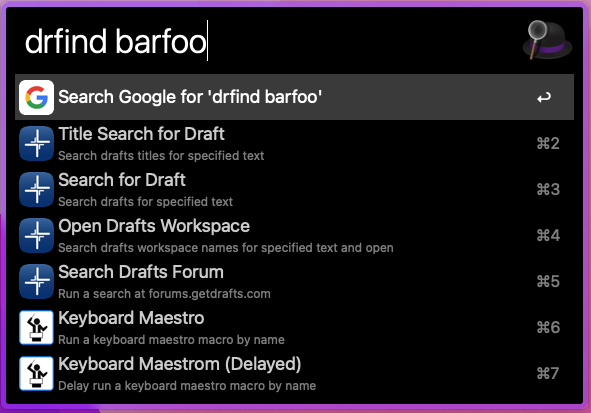 drfind barfoo
Search Google for 'drfind barfoo'
↩
Title Search for Draft
Search drafts titles for specified text
⌘2
Search for Draft
Search drafts for specified text
⌘3
Open Drafts Workspace
Search drafts workspace names for specified text and open
⌘4
Search Drafts Forum
Run a search at forums.getdrafts.com
⌘5
Keyboard Maestro
Run a keyboard maestro macro by name
⌘6
Keyboard Maestrom (Delayed)
Delay run a keyboard maestro macro by name
⌘7